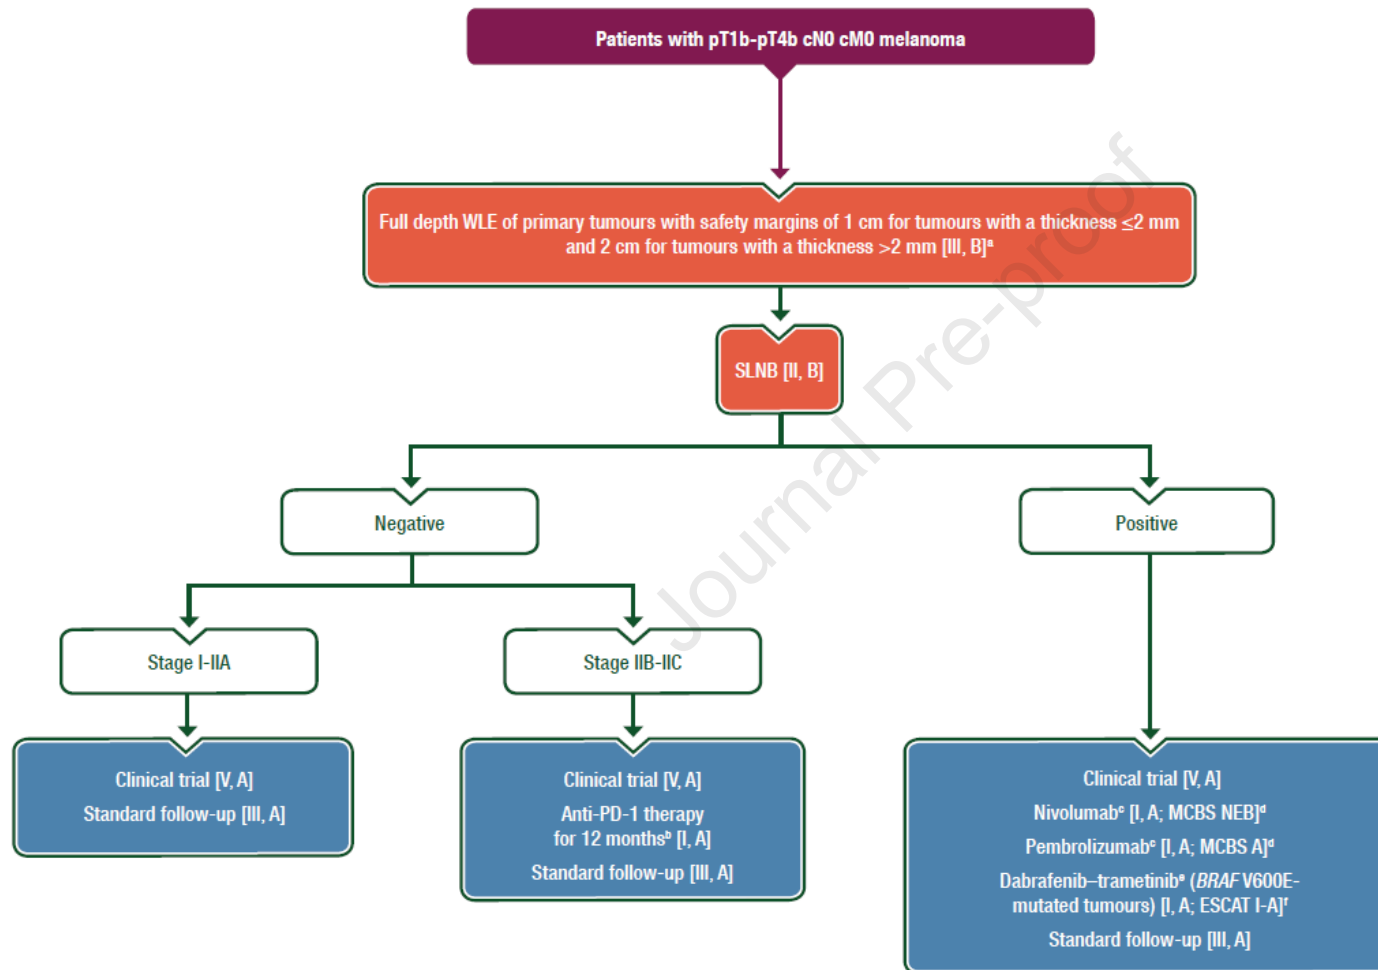 Patients with pT1b-pT4b cN0 cM0 melanoma
Full depth WLE of primary tumours with safety margins of 1 cm for tumours with a thickness ≤2 mm
and 2 cm for tumours with a thickness >2 mm [III, B]ᵃ
SLNB [II, B]
Negative
Positive
Stage I-IIA
Stage IIB-IIC
Clinical trial [V, A]
Standard follow-up [III, A]
Clinical trial [V, A]
Anti-PD-1 therapy
for 12 monthsᵇ [I, A]
Standard follow-up [III, A]
Clinical trial [V, A]
Nivolumabᶜ [I, A; MCBS NEB]ᵈ
Pembrolizumabᶜ [I, A; MCBS A]ᵈ
Dabrafenib–trametinibᵉ (BRAF V600E-
mutated tumours) [I, A; ESCAT I-A]ᶠ
Standard follow-up [III, A]
Journal Pre-proof